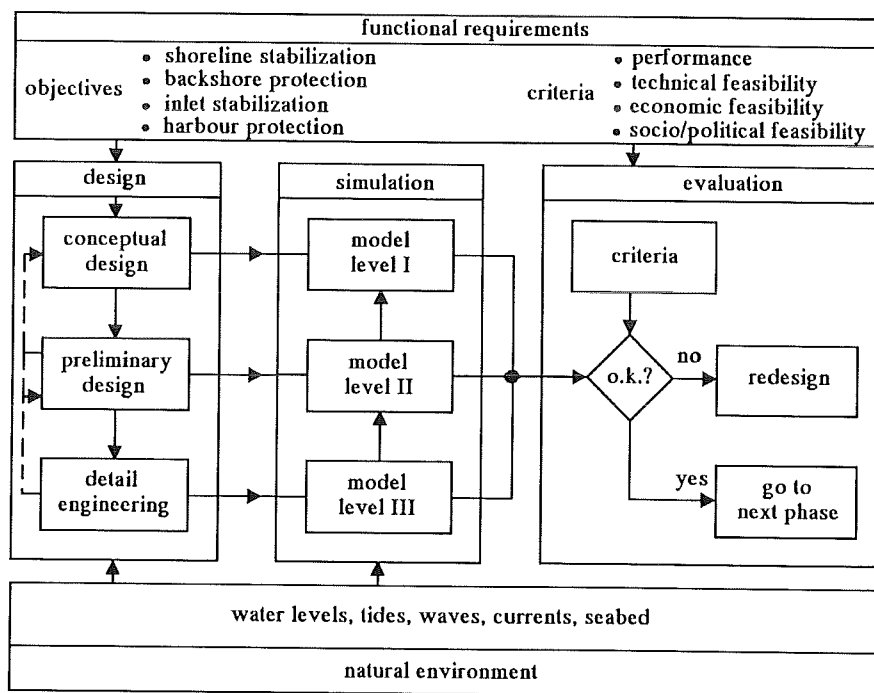 functional requirements
objectives
• shoreline stabilization
• backshore protection
• inlet stabilization
• harbour protection
criteria
• performance
• technical feasibility
• economic feasibility
• socio/political feasibility
design
conceptual
design
preliminary
design
detail
engineering
simulation
model
level I
model
level II
model
level III
evaluation
criteria
o.k.?
no
redesign
yes
go to
next phase
water levels, tides, waves, currents, seabed
natural environment